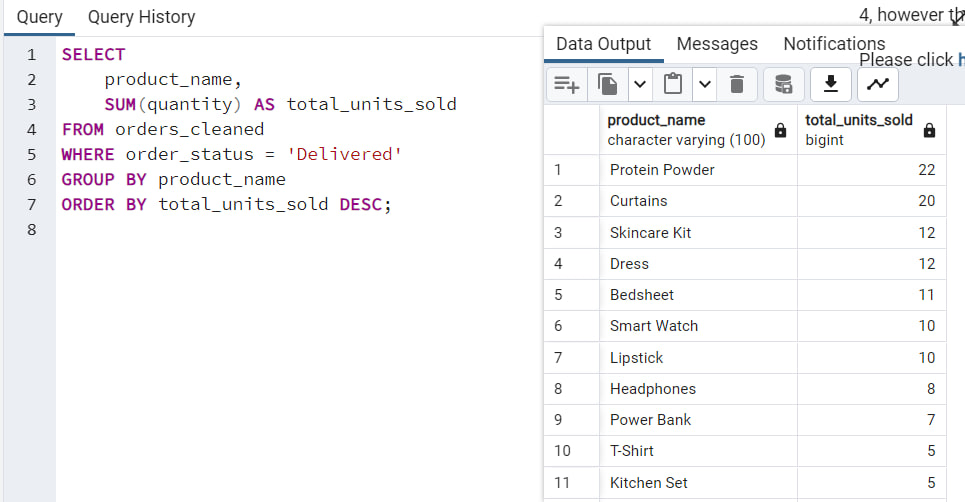 Query Query History
1 SELECT
2 product_name,
3 SUM(quantity) AS total_units_sold
4 FROM orders_cleaned
5 WHERE order_status = 'Delivered'
6 GROUP BY product_name
7 ORDER BY total_units_sold DESC;
8
4, however th
Data Output Messages Notifications
Please click h
product_name total_units_sold
character varying (100) bigint
1 Protein Powder 22
2 Curtains 20
3 Skincare Kit 12
4 Dress 12
5 Bedsheet 11
6 Smart Watch 10
7 Lipstick 10
8 Headphones 8
9 Power Bank 7
10 T-Shirt 5
11 Kitchen Set 5